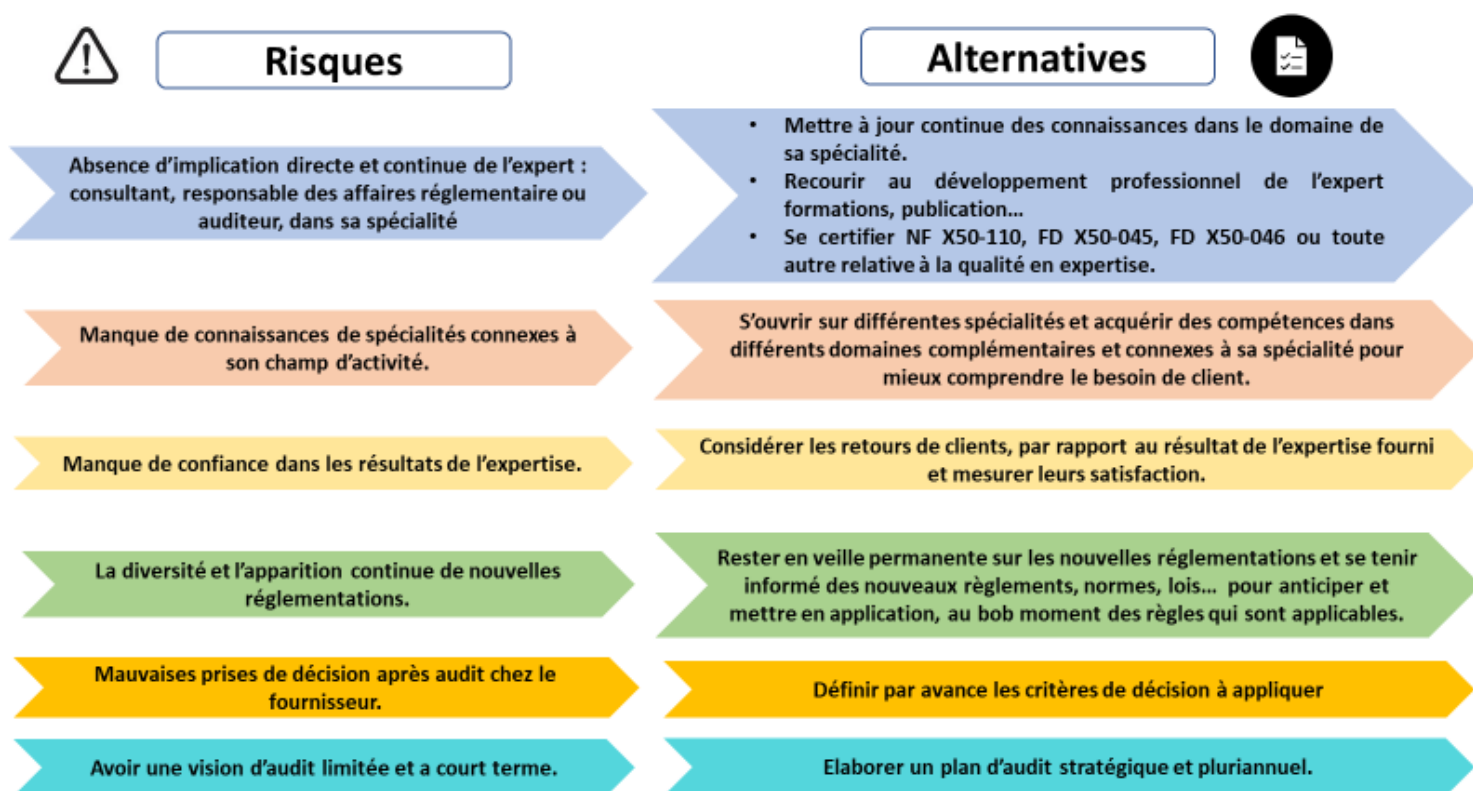 Risques
Alternatives
Absence d’implication directe et continue de l’expert :
consultant, responsable des affaires réglementaire ou
auditeur, dans sa spécialité
• Mettre à jour continue des connaissances dans le domaine de
sa spécialité.
• Recourir au développement professionnel de l’expert
formations, publication…
• Se certifier NF X50-110, FD X50-045, FD X50-046 ou toute
autre relative à la qualité en expertise.
Manque de connaissances de spécialités connexes à
son champ d’activité.
S’ouvrir sur différentes spécialités et acquérir des compétences dans
différents domaines complémentaires et connexes à sa spécialité pour
mieux comprendre le besoin de client.
Manque de confiance dans les résultats de l’expertise.
Considérer les retours de clients, par rapport au résultat de l’expertise fourni
et mesurer leurs satisfaction.
La diversité et l’apparition continue de nouvelles
réglementations.
Rester en veille permanente sur les nouvelles réglementations et se tenir
informé des nouveaux règlements, normes, lois… pour anticiper et
mettre en application, au bob moment des règles qui sont applicables.
Mauvaises prises de décision après audit chez le
fournisseur.
Définir par avance les critères de décision à appliquer
Avoir une vision d’audit limitée et a court terme.
Elaborer un plan d’audit stratégique et pluriannuel.